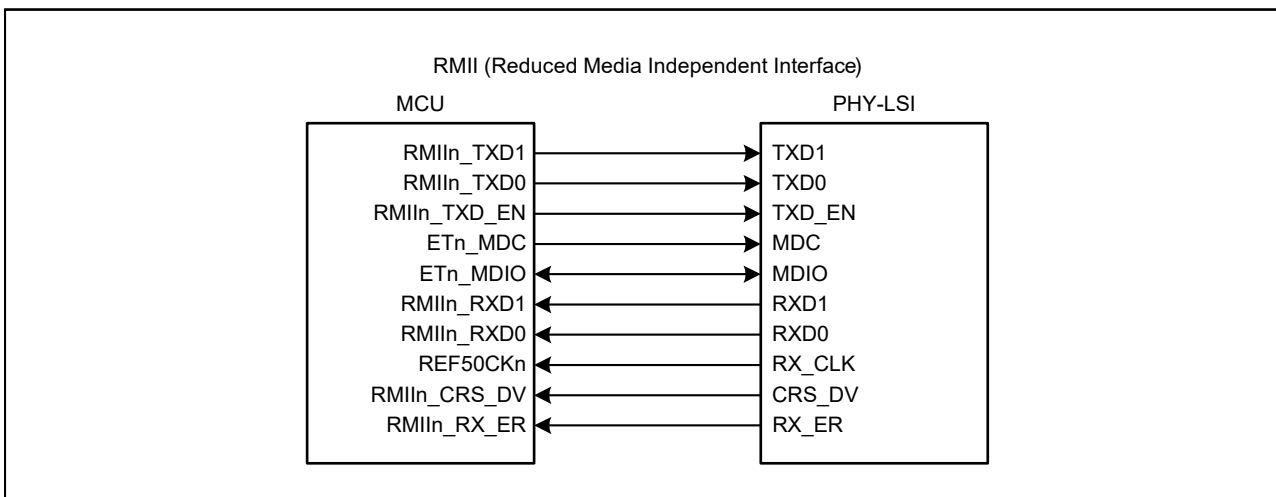 RMII (Reduced Media Independent Interface)
MCU PHY-LSI
RMIIn_TXD1 TXD1
RMIIn_TXD0 TXD0
RMIIn_TXD_EN TXD_EN
ETn_MDC MDC
ETn_MDIO MDIO
RMIIn_RXD1 RXD1
RMIIn_RXD0 RXD0
REF50CKn RX_CLK
RMIIn_CRS_DV CRS_DV
RMIIn_RX_ER RX_ER